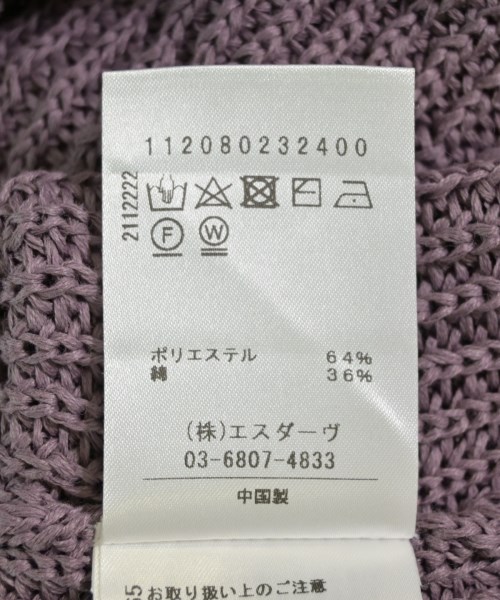 112080232400
2112222
F W
ポリエステル 64%
綿 36%
(株)エスダーヴ
03-6807-4833
中国製
お取り扱い上のご注意